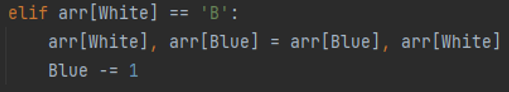 elif arr[White] == 'B':
    arr[White], arr[Blue] = arr[Blue], arr[White]
    Blue -= 1